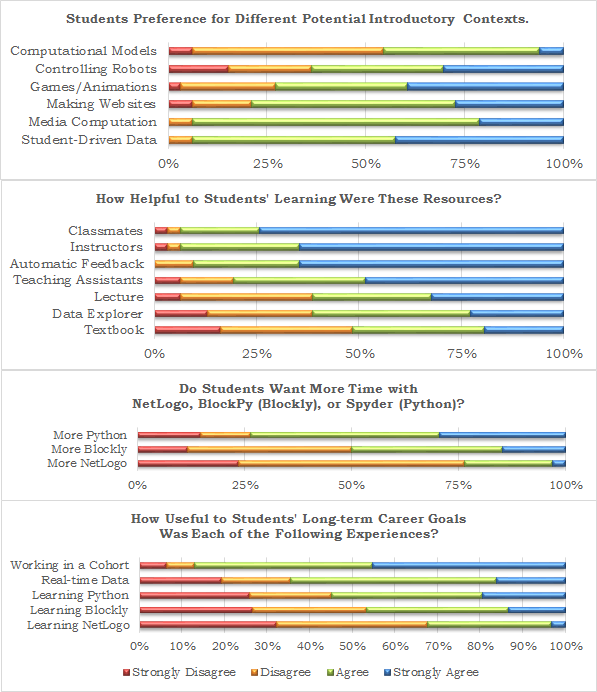 Students Preference for Different Potential Introductory Contexts.
Computational Models
Controlling Robots
Games/Animations
Making Websites
Media Computation
Student-Driven Data
0% 25% 50% 75% 100%
How Helpful to Students' Learning Were These Resources?
Classmates
Instructors
Automatic Feedback
Teaching Assistants
Lecture
Data Explorer
Textbook
0% 25% 50% 75% 100%
Do Students Want More Time with
NetLogo, BlockPy (Blockly), or Spyder (Python)?
More Python
More Blockly
More NetLogo
0% 25% 50% 75% 100%
How Useful to Students' Long-term Career Goals
Was Each of the Following Experiences?
Working in a Cohort
Real-time Data
Learning Python
Learning Blockly
Learning NetLogo
0% 10% 20% 30% 40% 50% 60% 70% 80% 90% 100%
Strongly Disagree Disagree Agree Strongly Agree